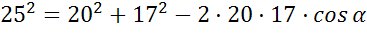 25² = 20² + 17² − 2 · 20 · 17 · cos α